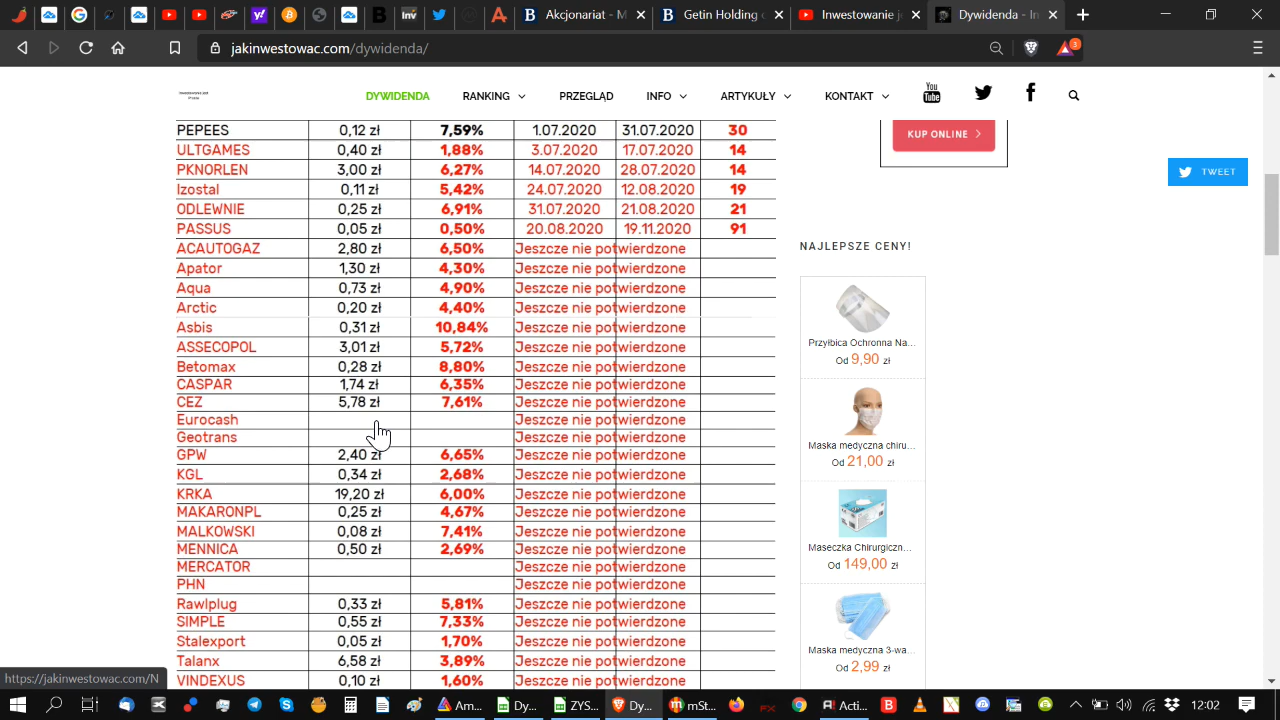 Akcjonariat - M
Getin Holding c
Inwestowanie je
Dywidenda - In
jakinwestowac.com/dywidenda/
3
DYWIDENDA RANKING PRZEGLĄD INFO ARTYKUŁY KONTAKT You Tube
PEPEES 0,12 zł 7,59% 1.07.2020 31.07.2020 30
ULTGAMES 0,40 zł 1,88% 3.07.2020 17.07.2020 14
PKNORLEN 3,00 zł 6,27% 14.07.2020 28.07.2020 14
Izostal 0,11 zł 5,42% 24.07.2020 12.08.2020 19
ODLEWNIE 0,25 zł 6,91% 31.07.2020 21.08.2020 21
PASSUS 0,05 zł 0,50% 20.08.2020 19.11.2020 91
ACAUTOGAZ 2,80 zł 6,50% Jeszcze nie potwierdzone
Apator 1,30 zł 4,30% Jeszcze nie potwierdzone
Aqua 0,73 zł 4,90% Jeszcze nie potwierdzone
Arctic 0,20 zł 4,40% Jeszcze nie potwierdzone
Asbis 0,31 zł 10,84% Jeszcze nie potwierdzone
ASSECOPOL 3,01 zł 5,72% Jeszcze nie potwierdzone
Betomax 0,28 zł 8,80% Jeszcze nie potwierdzone
CASPAR 1,74 zł 6,35% Jeszcze nie potwierdzone
CEZ 5,78 zł 7,61% Jeszcze nie potwierdzone
Eurocash Jeszcze nie potwierdzone
Geotrans Jeszcze nie potwierdzone
GPW 2,40 zł 6,65% Jeszcze nie potwierdzone
KGL 0,34 zł 2,68% Jeszcze nie potwierdzone
KRKA 19,20 zł 6,00% Jeszcze nie potwierdzone
MAKARONPL 0,25 zł 4,67% Jeszcze nie potwierdzone
MALKOWSKI 0,08 zł 7,41% Jeszcze nie potwierdzone
MENNICA 0,50 zł 2,69% Jeszcze nie potwierdzone
MERCATOR Jeszcze nie potwierdzone
PHN Jeszcze nie potwierdzone
Rawlplug 0,33 zł 5,81% Jeszcze nie potwierdzone
SIMPLE 0,55 zł 7,33% Jeszcze nie potwierdzone
Stalexport 0,05 zł 1,70% Jeszcze nie potwierdzone
Talanx 6,58 zł 3,89% Jeszcze nie potwierdzone
VINDEXUS 0,10 zł 1,60% Jeszcze nie potwierdzone
KUP ONLINE
TWEET
NAJLEPSZE CENY!
Przyłbica Ochronna Na...
Od 9,90 zł
Maska medyczna chiru...
Od 21,00 zł
Maseczka Chirurgiczn...
Od 149,00 zł
Maska medyczna 3-wa...
Od 2,99 zł
https://jakinwestowac.com/N
Am...
Dy...
ZYS...
Dy...
mSt...
Acti...
12:02